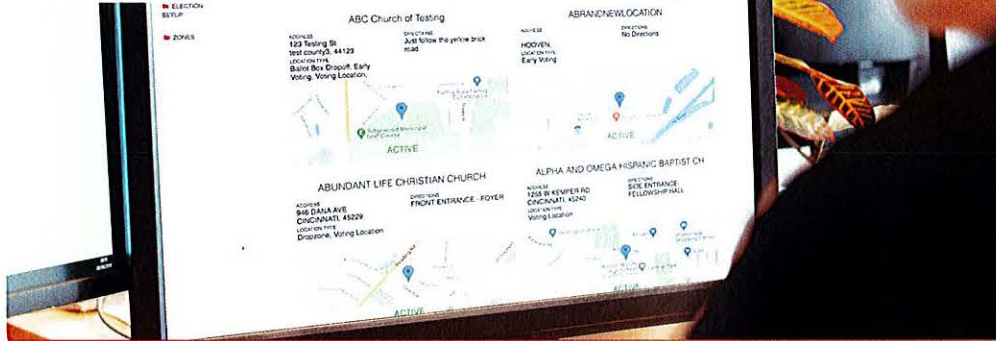 ELECTION
SETUP
ZONES
ABC Church of Testing
ADDRESS
123 Testing St
test county3, 44123
LOCATION TYPE
Ballot Box Dropoff, Early
Voting, Voting Location,
DIRECTIONS
Just follow the yellow brick
road
ACTIVE
ABRANDNEWLOCATION
ADDRESS
HOOVEN,
LOCATION TYPE
Early Voting
DIRECTIONS
No Directions
ACTIVE
ABUNDANT LIFE CHRISTIAN CHURCH
ADDRESS
946 DANA AVE
CINCINNATI, 45229
LOCATION TYPE
Dropzone, Voting Location
DIRECTIONS
FRONT ENTRANCE - FOYER
ACTIVE
ALPHA AND OMEGA HISPANIC BAPTIST CH
ADDRESS
1255 W KEMPER RD
CINCINNATI, 45240
LOCATION TYPE
Voting Location
DIRECTIONS
SIDE ENTRANCE-
FELLOWSHIP HALL
ACTIVE